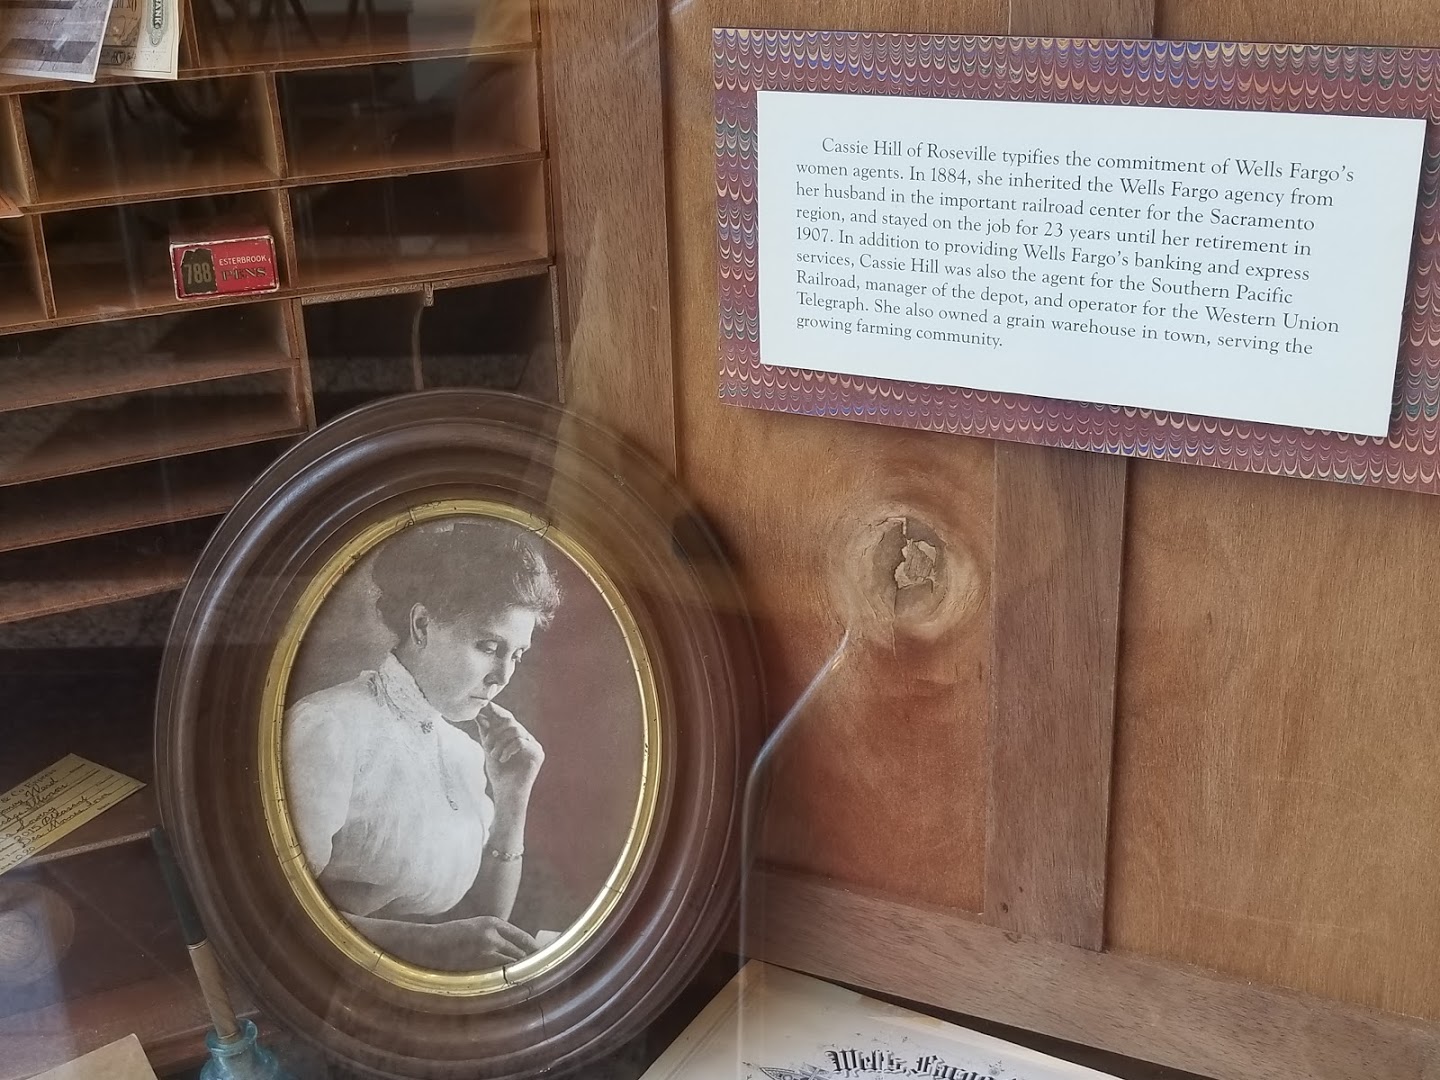 BANK
Cassie Hill of Roseville typifies the commitment of Wells Fargo's
women agents. In 1884, she inherited the Wells Fargo agency from
her husband in the important railroad center for the Sacramento
region, and stayed on the job for 23 years until her retirement in
1907. In addition to providing Wells Fargo's banking and express
services, Cassie Hill was also the agent for the Southern Pacific
Railroad, manager of the depot, and operator for the Western Union
Telegraph. She also owned a grain warehouse in town, serving the
growing farming community.
788 ESTERBROOK
PENS
Illinois
Wells, Fargo